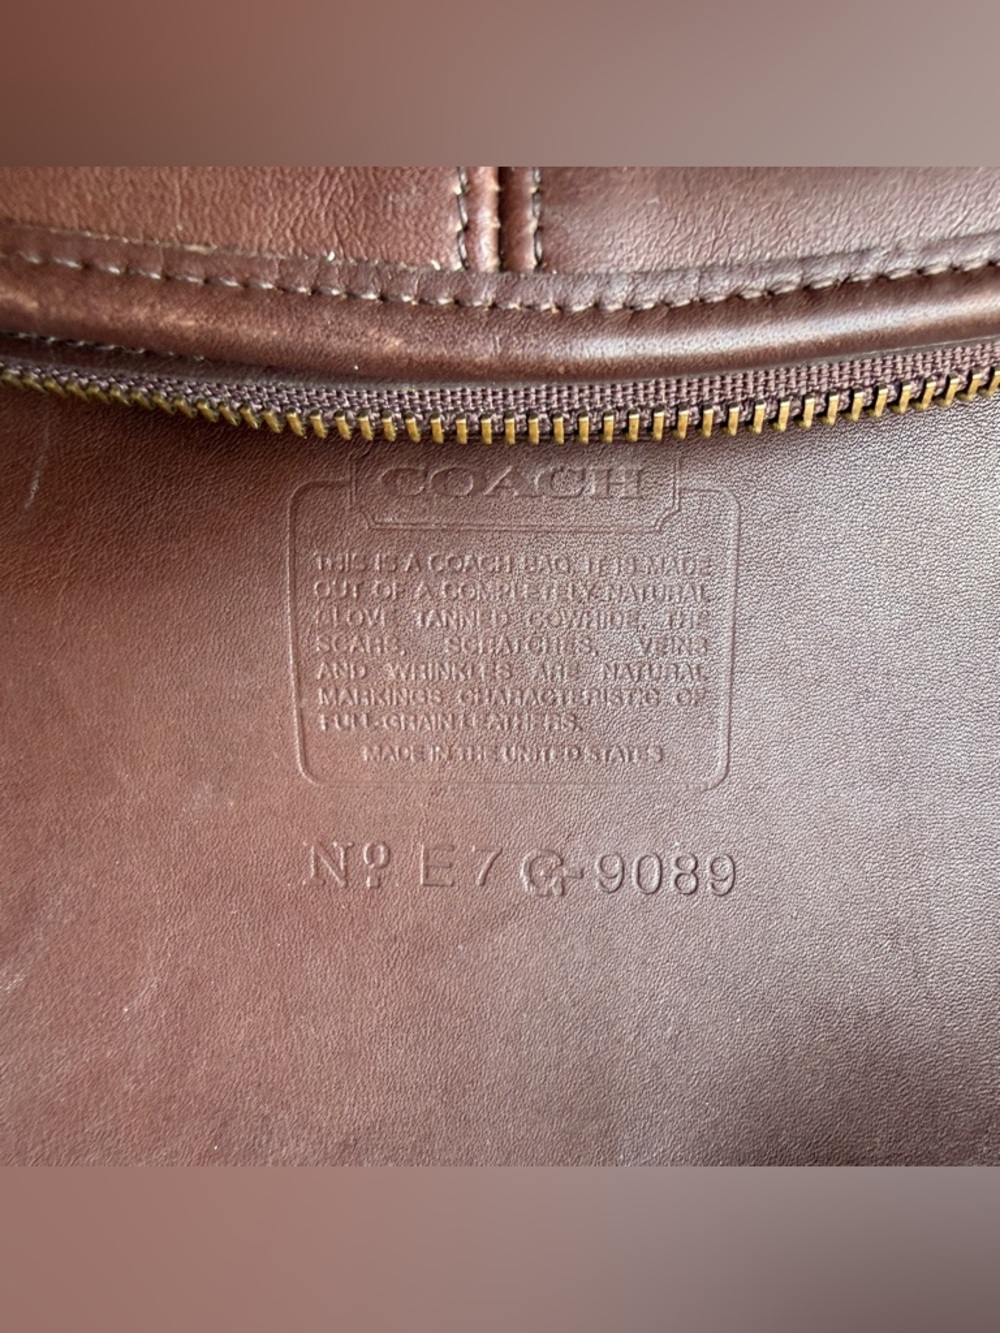 COACH
THIS IS A COACH BAG. IT IS MADE
OUT OF A COMPLETELY NATURAL
GLOVE TANNED COWHIDE, THE
SCARS, SCRATCHES, VEINS
AND WRINKLES ARE NATURAL
MARKINGS CHARACTERISTIC OF
FULL-GRAIN LEATHERS.
MADE IN THE UNITED STATES
No E7G-9089